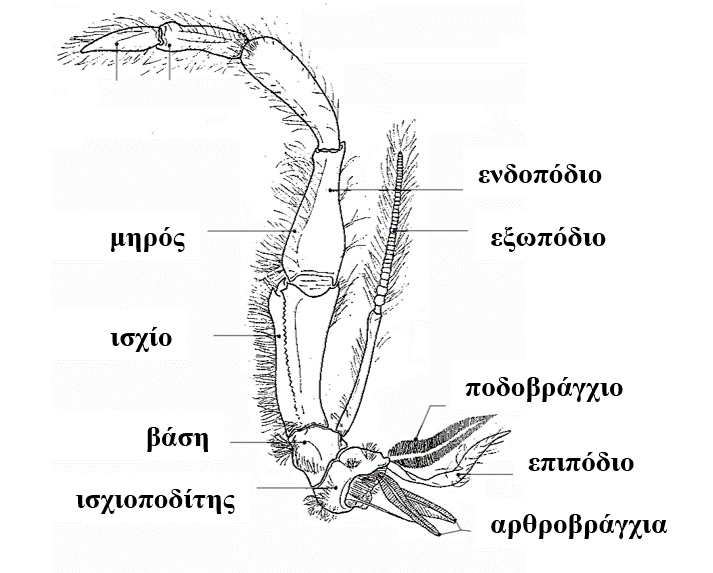 ενδοπόδιο
μηρός
εξωπόδιο
ισχίο
ποδοβράγχιο
βάση
επιπόδιο
ισχιοποδίτης
αρθροβράγχια